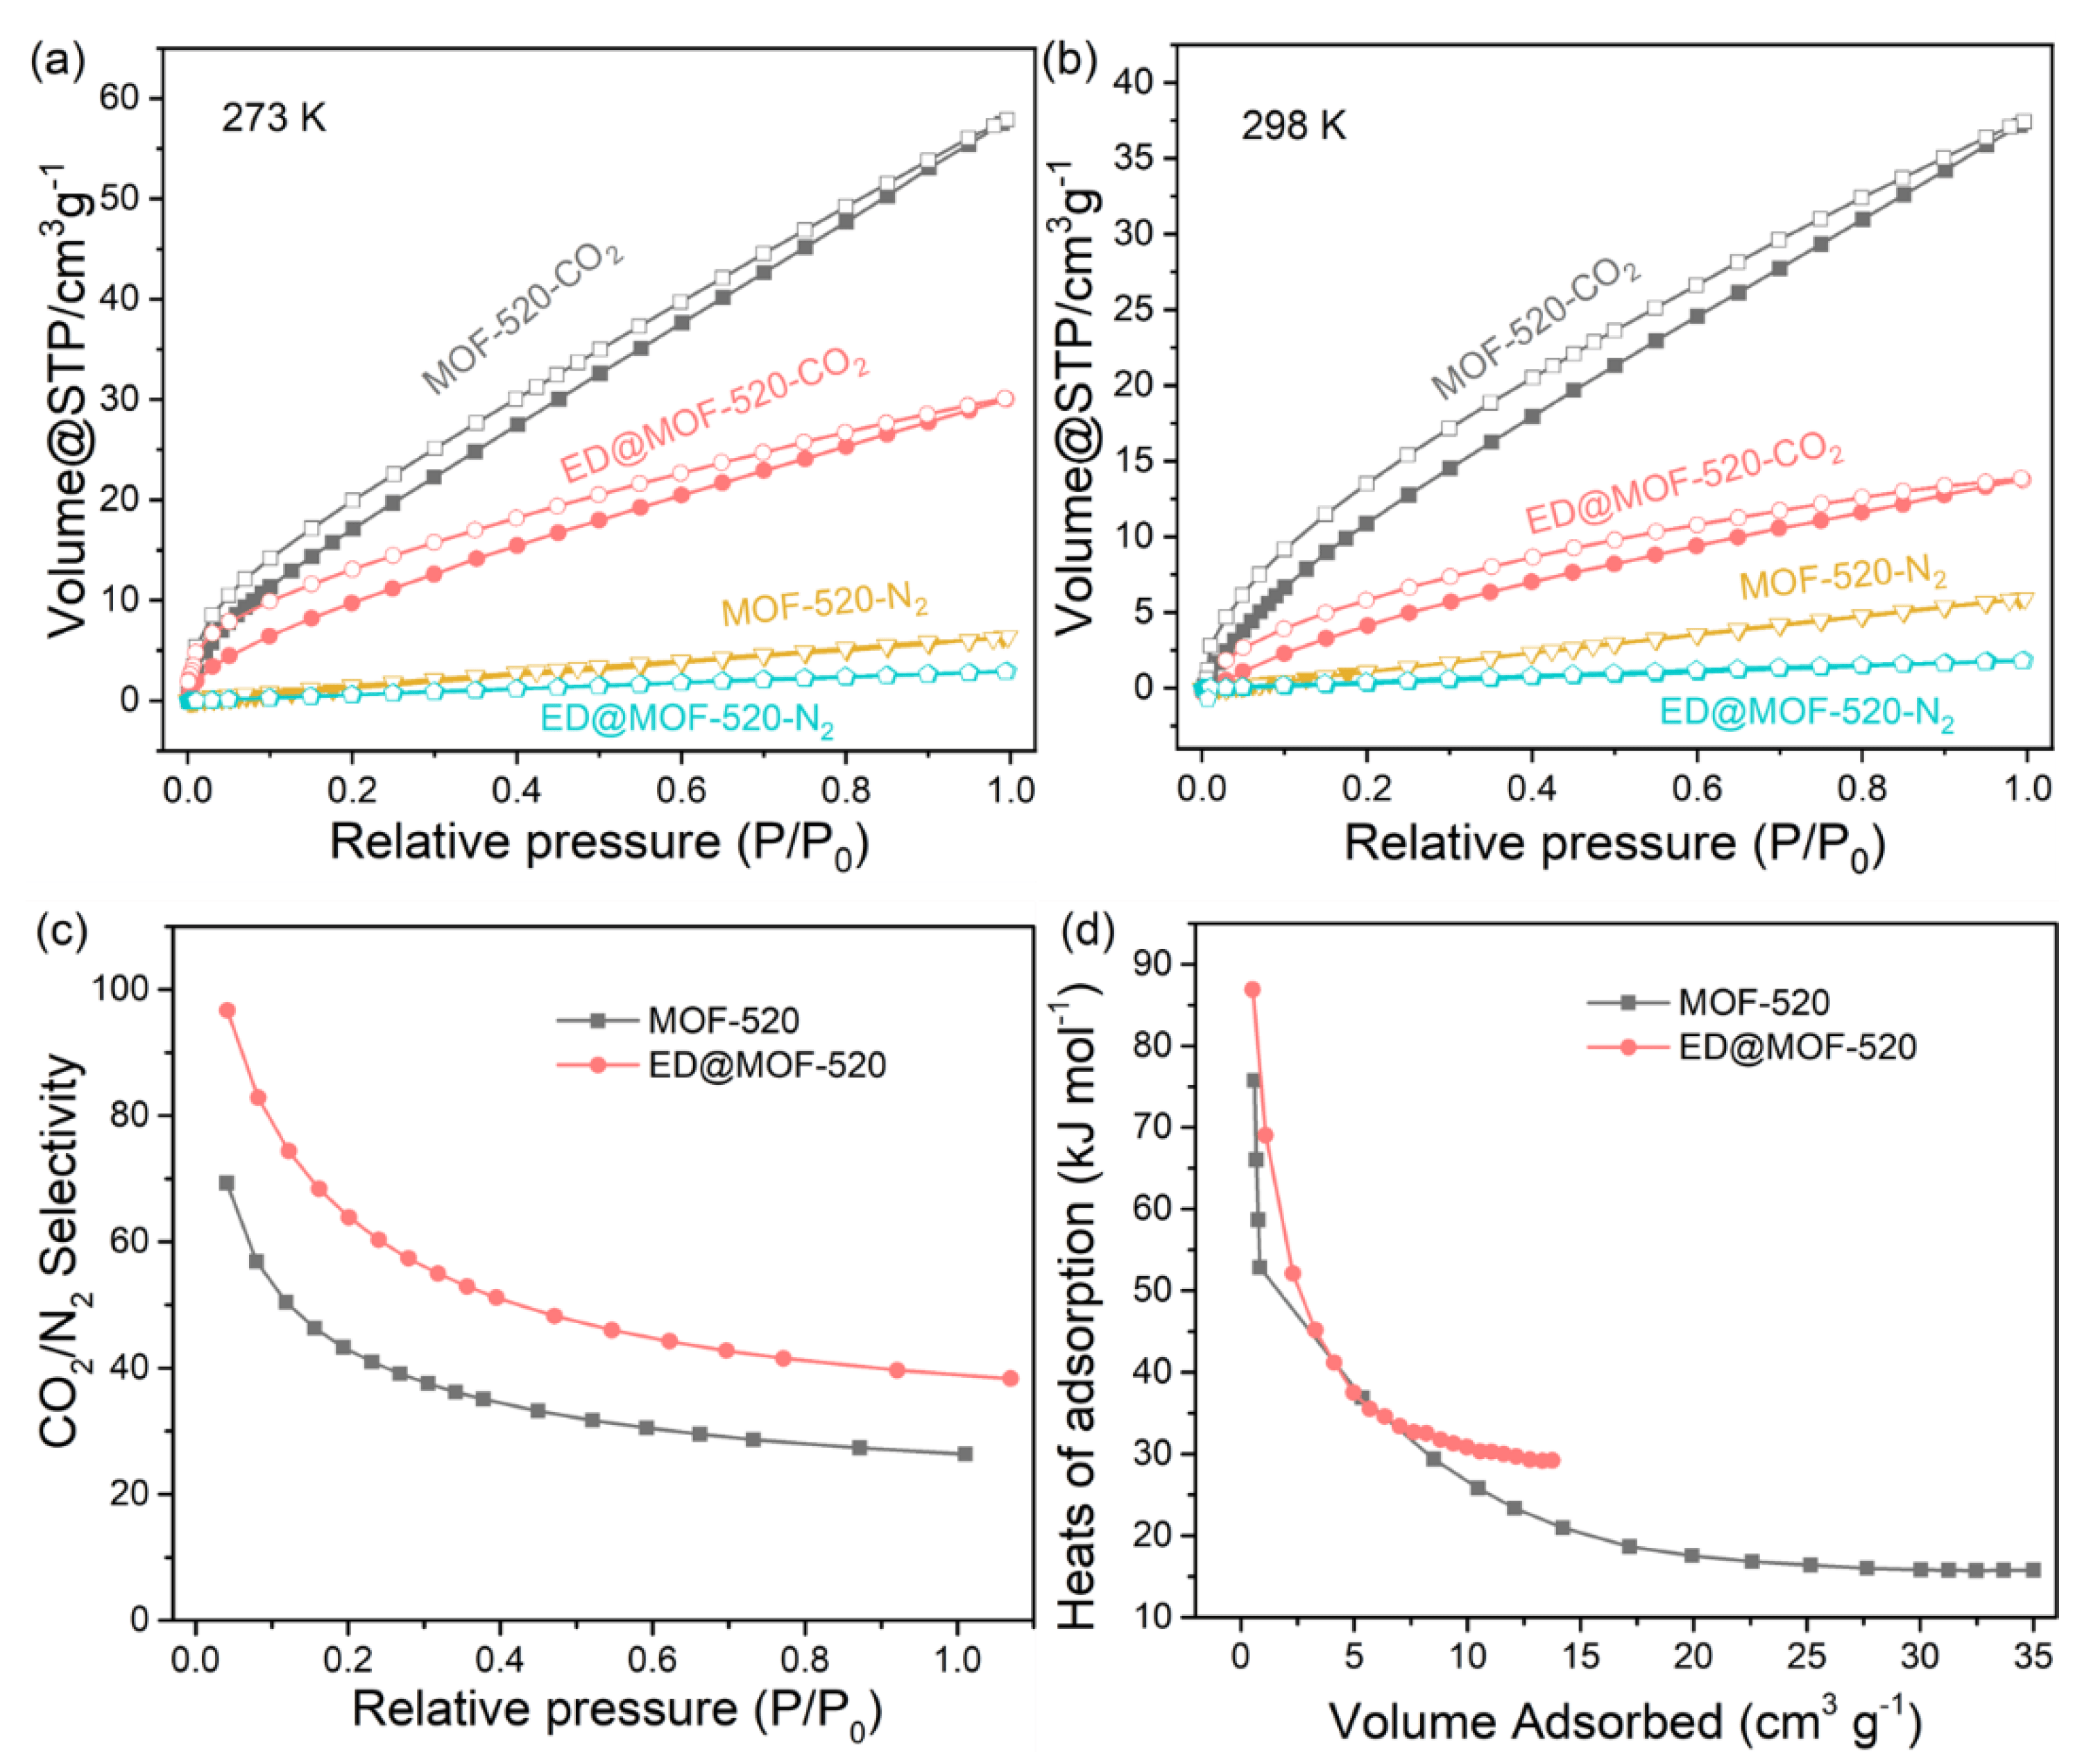 (a)
273 K
Volume@STP/cm³g⁻¹
60
50
40
30
20
10
0
MOF-520-CO₂
ED@MOF-520-CO₂
MOF-520-N₂
ED@MOF-520-N₂
0.0 0.2 0.4 0.6 0.8 1.0
Relative pressure (P/P₀)
(b)
298 K
Volume@STP/cm³g⁻¹
40
35
30
25
20
15
10
5
0
MOF-520-CO₂
ED@MOF-520-CO₂
MOF-520-N₂
ED@MOF-520-N₂
0.0 0.2 0.4 0.6 0.8 1.0
Relative pressure (P/P₀)
(c)
CO₂/N₂ Selectivity
100
80
60
40
20
0
MOF-520
ED@MOF-520
0.0 0.2 0.4 0.6 0.8 1.0
Relative pressure (P/P₀)
(d)
Heats of adsorption (kJ mol⁻¹)
90
80
70
60
50
40
30
20
10
MOF-520
ED@MOF-520
0 5 10 15 20 25 30 35
Volume Adsorbed (cm³ g⁻¹)